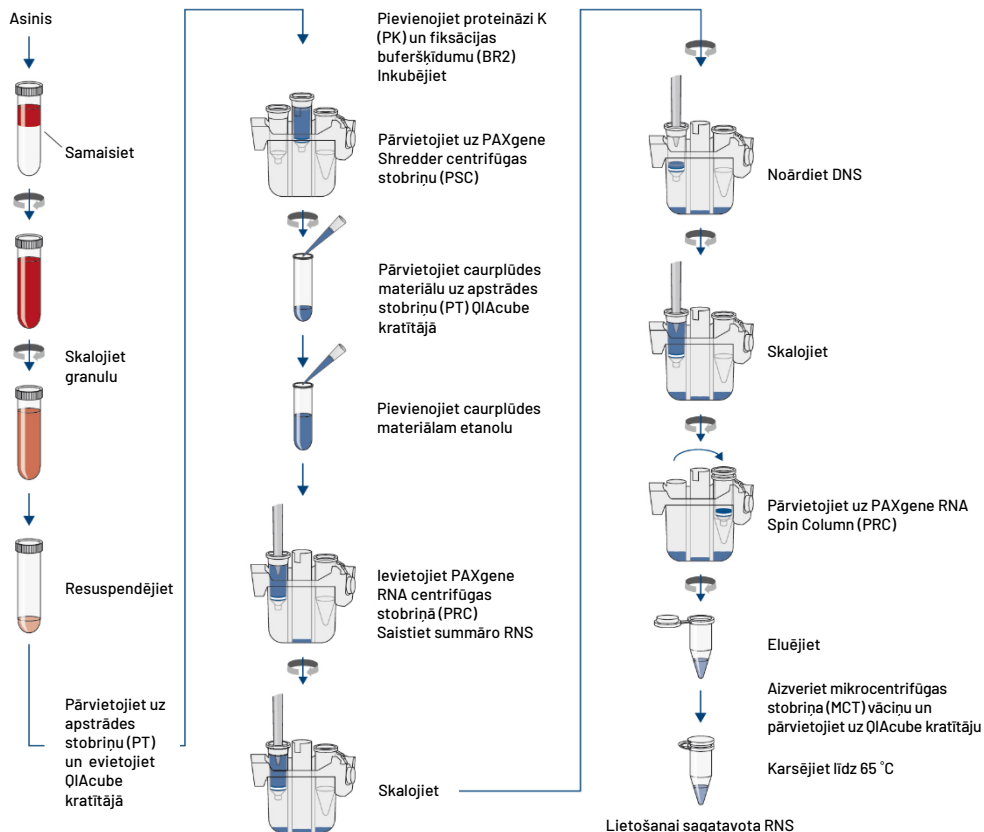 Asinis
Samaisiet
Skalojiet
granulu
Resuspendējiet
Pārvietojiet uz
apstrādes
stobriņu (PT)
un  evietojiet
QIAcube
kratītājā
Pievienojiet proteināzi K
(PK) un fiksācijas
buferšķīdumu (BR2)
Inkubējiet
Pārvietojiet uz PAXgene
Shredder centrifūgas
stobriņu (PSC)
Pārvietojiet caurplūdes
materiālu uz apstrādes
stobriņu (PT) QIAcube
kratītājā
Pievienojiet caurplūdes
materiālam etanolu
Ievietojiet PAXgene
RNA centrifūgas
stobriņā (PRC)
Saistiet summāro RNS
Skalojiet
Noārdiet DNS
Skalojiet
Pārvietojiet uz PAXgene RNA
Spin Column (PRC)
Eluējiet
Aizveriet mikrocentrifūgas
stobriņa (MCT) vāciņu un
pārvietojiet uz QIAcube kratītāju
Karsējiet līdz 65 °C
Lietošanai sagatavota RNS